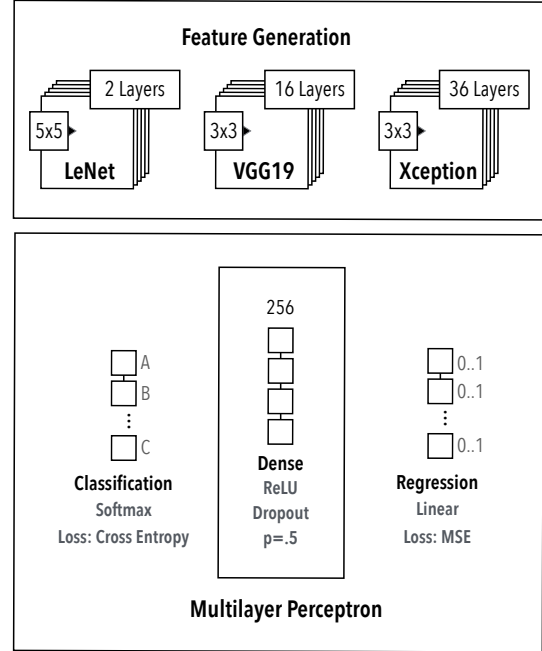 Feature Generation
2 Layers
5x5
LeNet
16 Layers
3x3
VGG19
36 Layers
3x3
Xception
A
B
C
Classification
Softmax
Loss: Cross Entropy
256
Dense
ReLU
Dropout
p=.5
0..1
0..1
0..1
Regression
Linear
Loss: MSE
Multilayer Perceptron